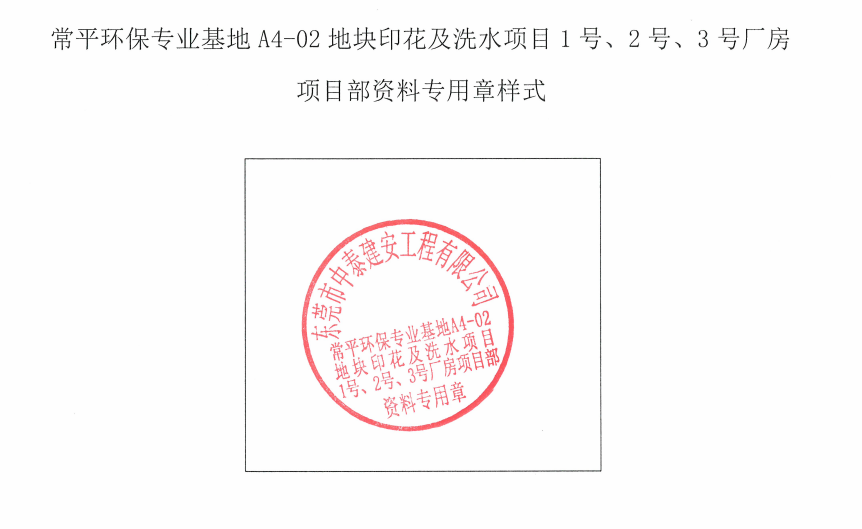 常平环保专业基地 A4-02 地块印花及洗水项目 1 号、2 号、3 号厂房
项目部资料专用章样式
东莞市中泰建安工程有限公司
常平环保专业基地A4-02
地块印花及洗水项目
1号、2号、3号厂房项目部
资料专用章